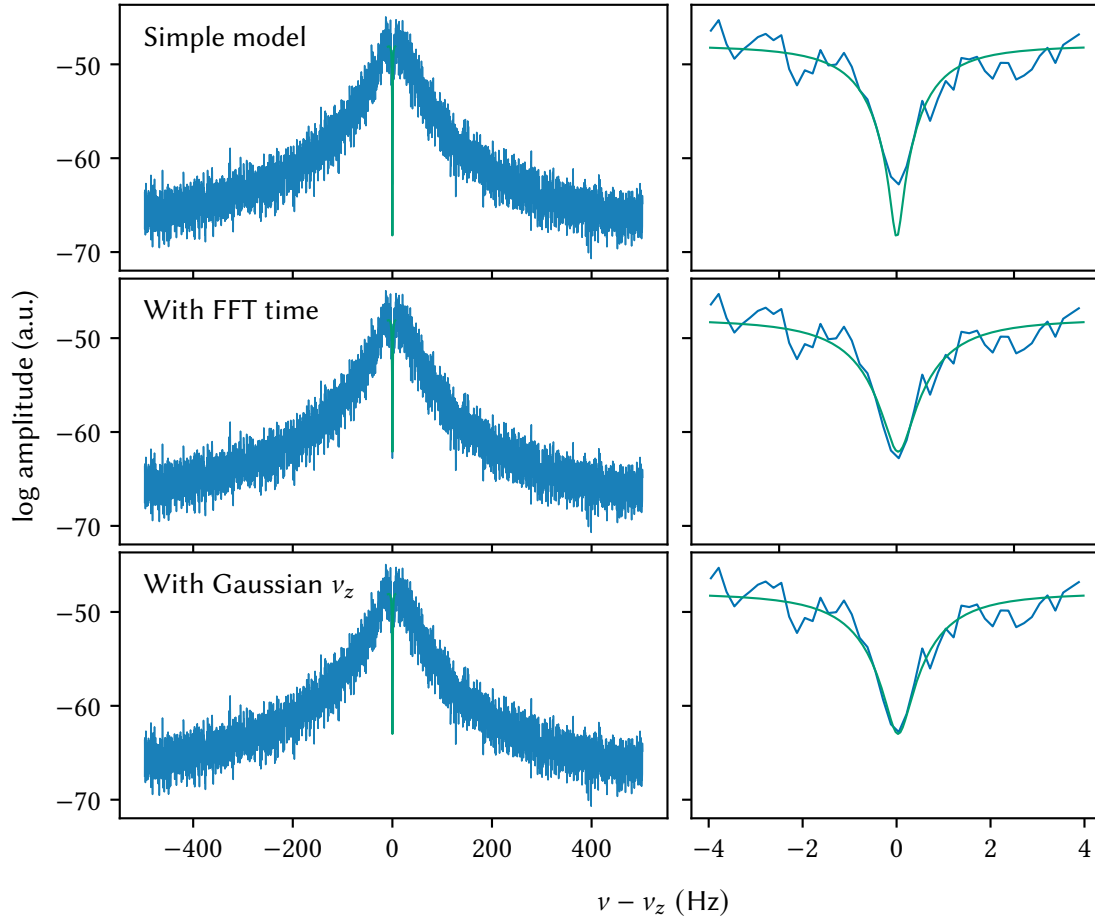 Simple model
−50
−60
−70
With FFT time
−50
−60
−70
log amplitude (a.u.)
With Gaussian νz
−50
−60
−70
−400 −200 0 200 400
−4 −2 0 2 4
ν − νz (Hz)